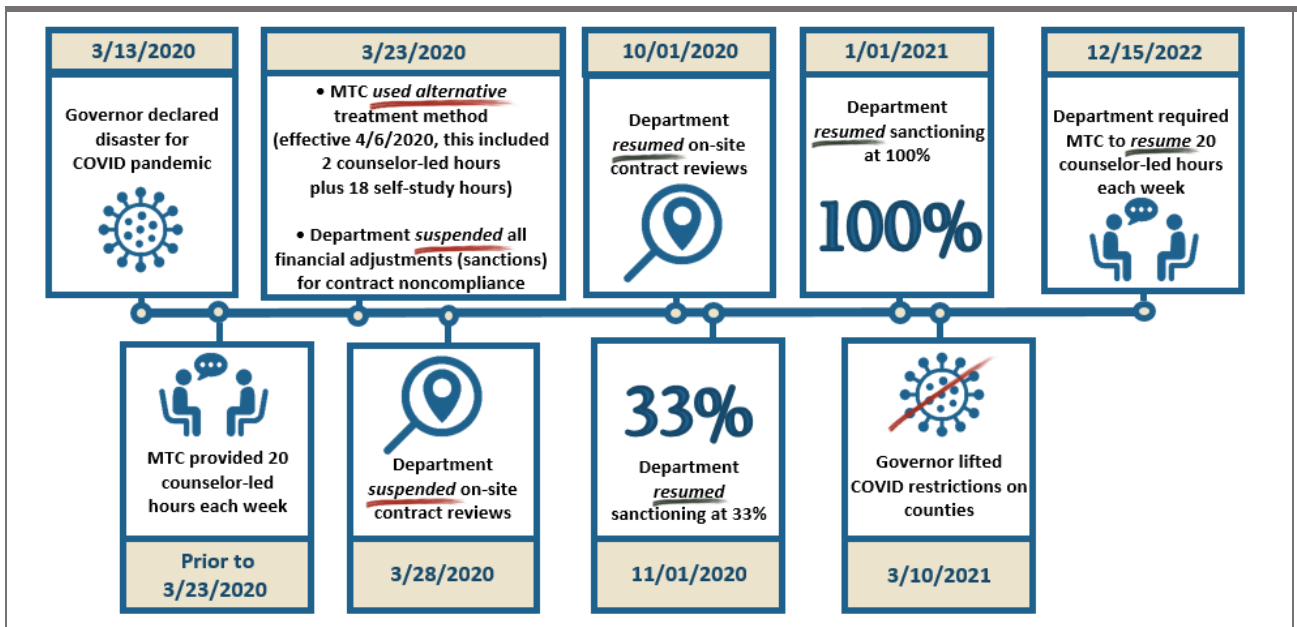 3/13/2020
Governor declared
disaster for
COVID pandemic
3/23/2020
• MTC used alternative
treatment method
(effective 4/6/2020, this included
2 counselor-led hours
plus 18 self-study hours)
• Department suspended all
financial adjustments (sanctions)
for contract noncompliance
10/01/2020
Department
resumed on-site
contract reviews
1/01/2021
Department
resumed sanctioning
at 100%
100%
12/15/2022
Department required
MTC to resume 20
counselor-led hours
each week
MTC provided 20
counselor-led
hours each week
Prior to
3/23/2020
Department
suspended on-site
contract reviews
3/28/2020
33%
Department
resumed
sanctioning at 33%
11/01/2020
Governor lifted
COVID restrictions on
counties
3/10/2021